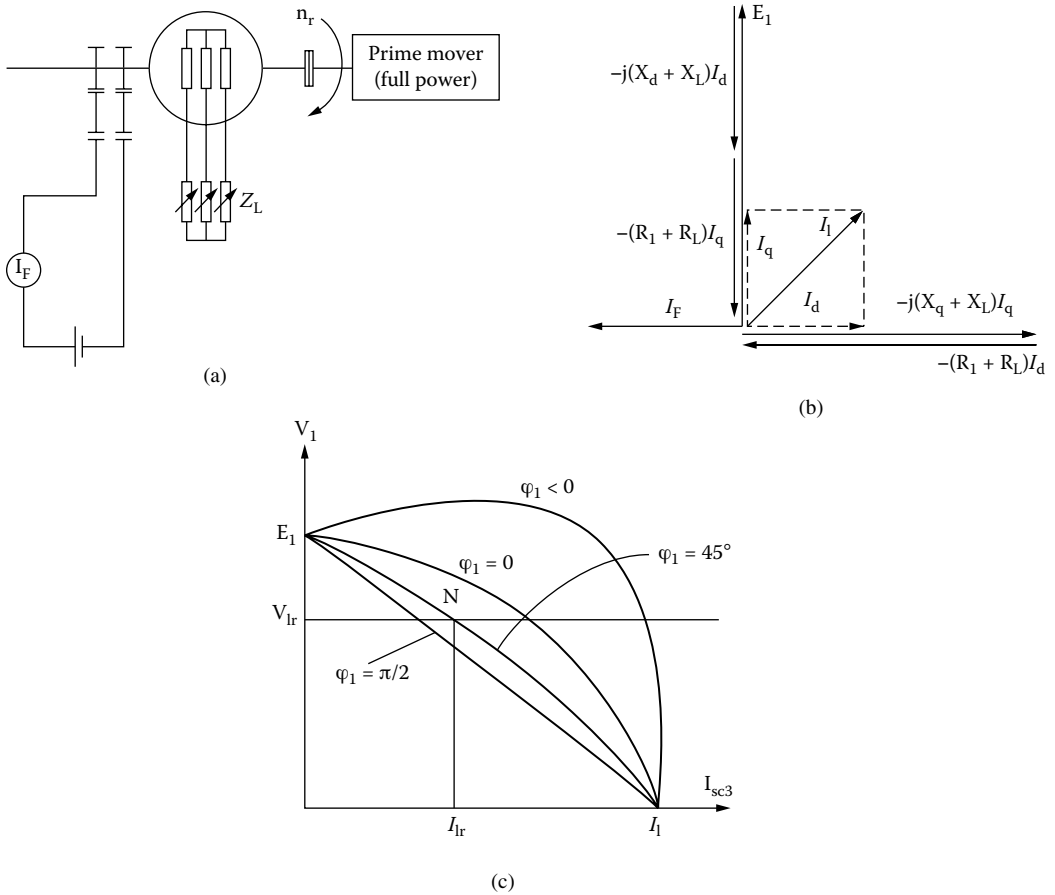 n_r
Prime mover
(full power)
Z_L
I_F
(a)
E_1
–j(X_d + X_L)I_d
–(R_1 + R_L)I_q
I_q
I_l
I_d
I_F
–j(X_q + X_L)I_q
–(R_1 + R_L)I_d
(b)
V_1
φ_1 < 0
E_1
φ_1 = 0
φ_1 = 45°
N
V_lr
φ_1 = π/2
I_sc3
I_lr
I_l
(c)